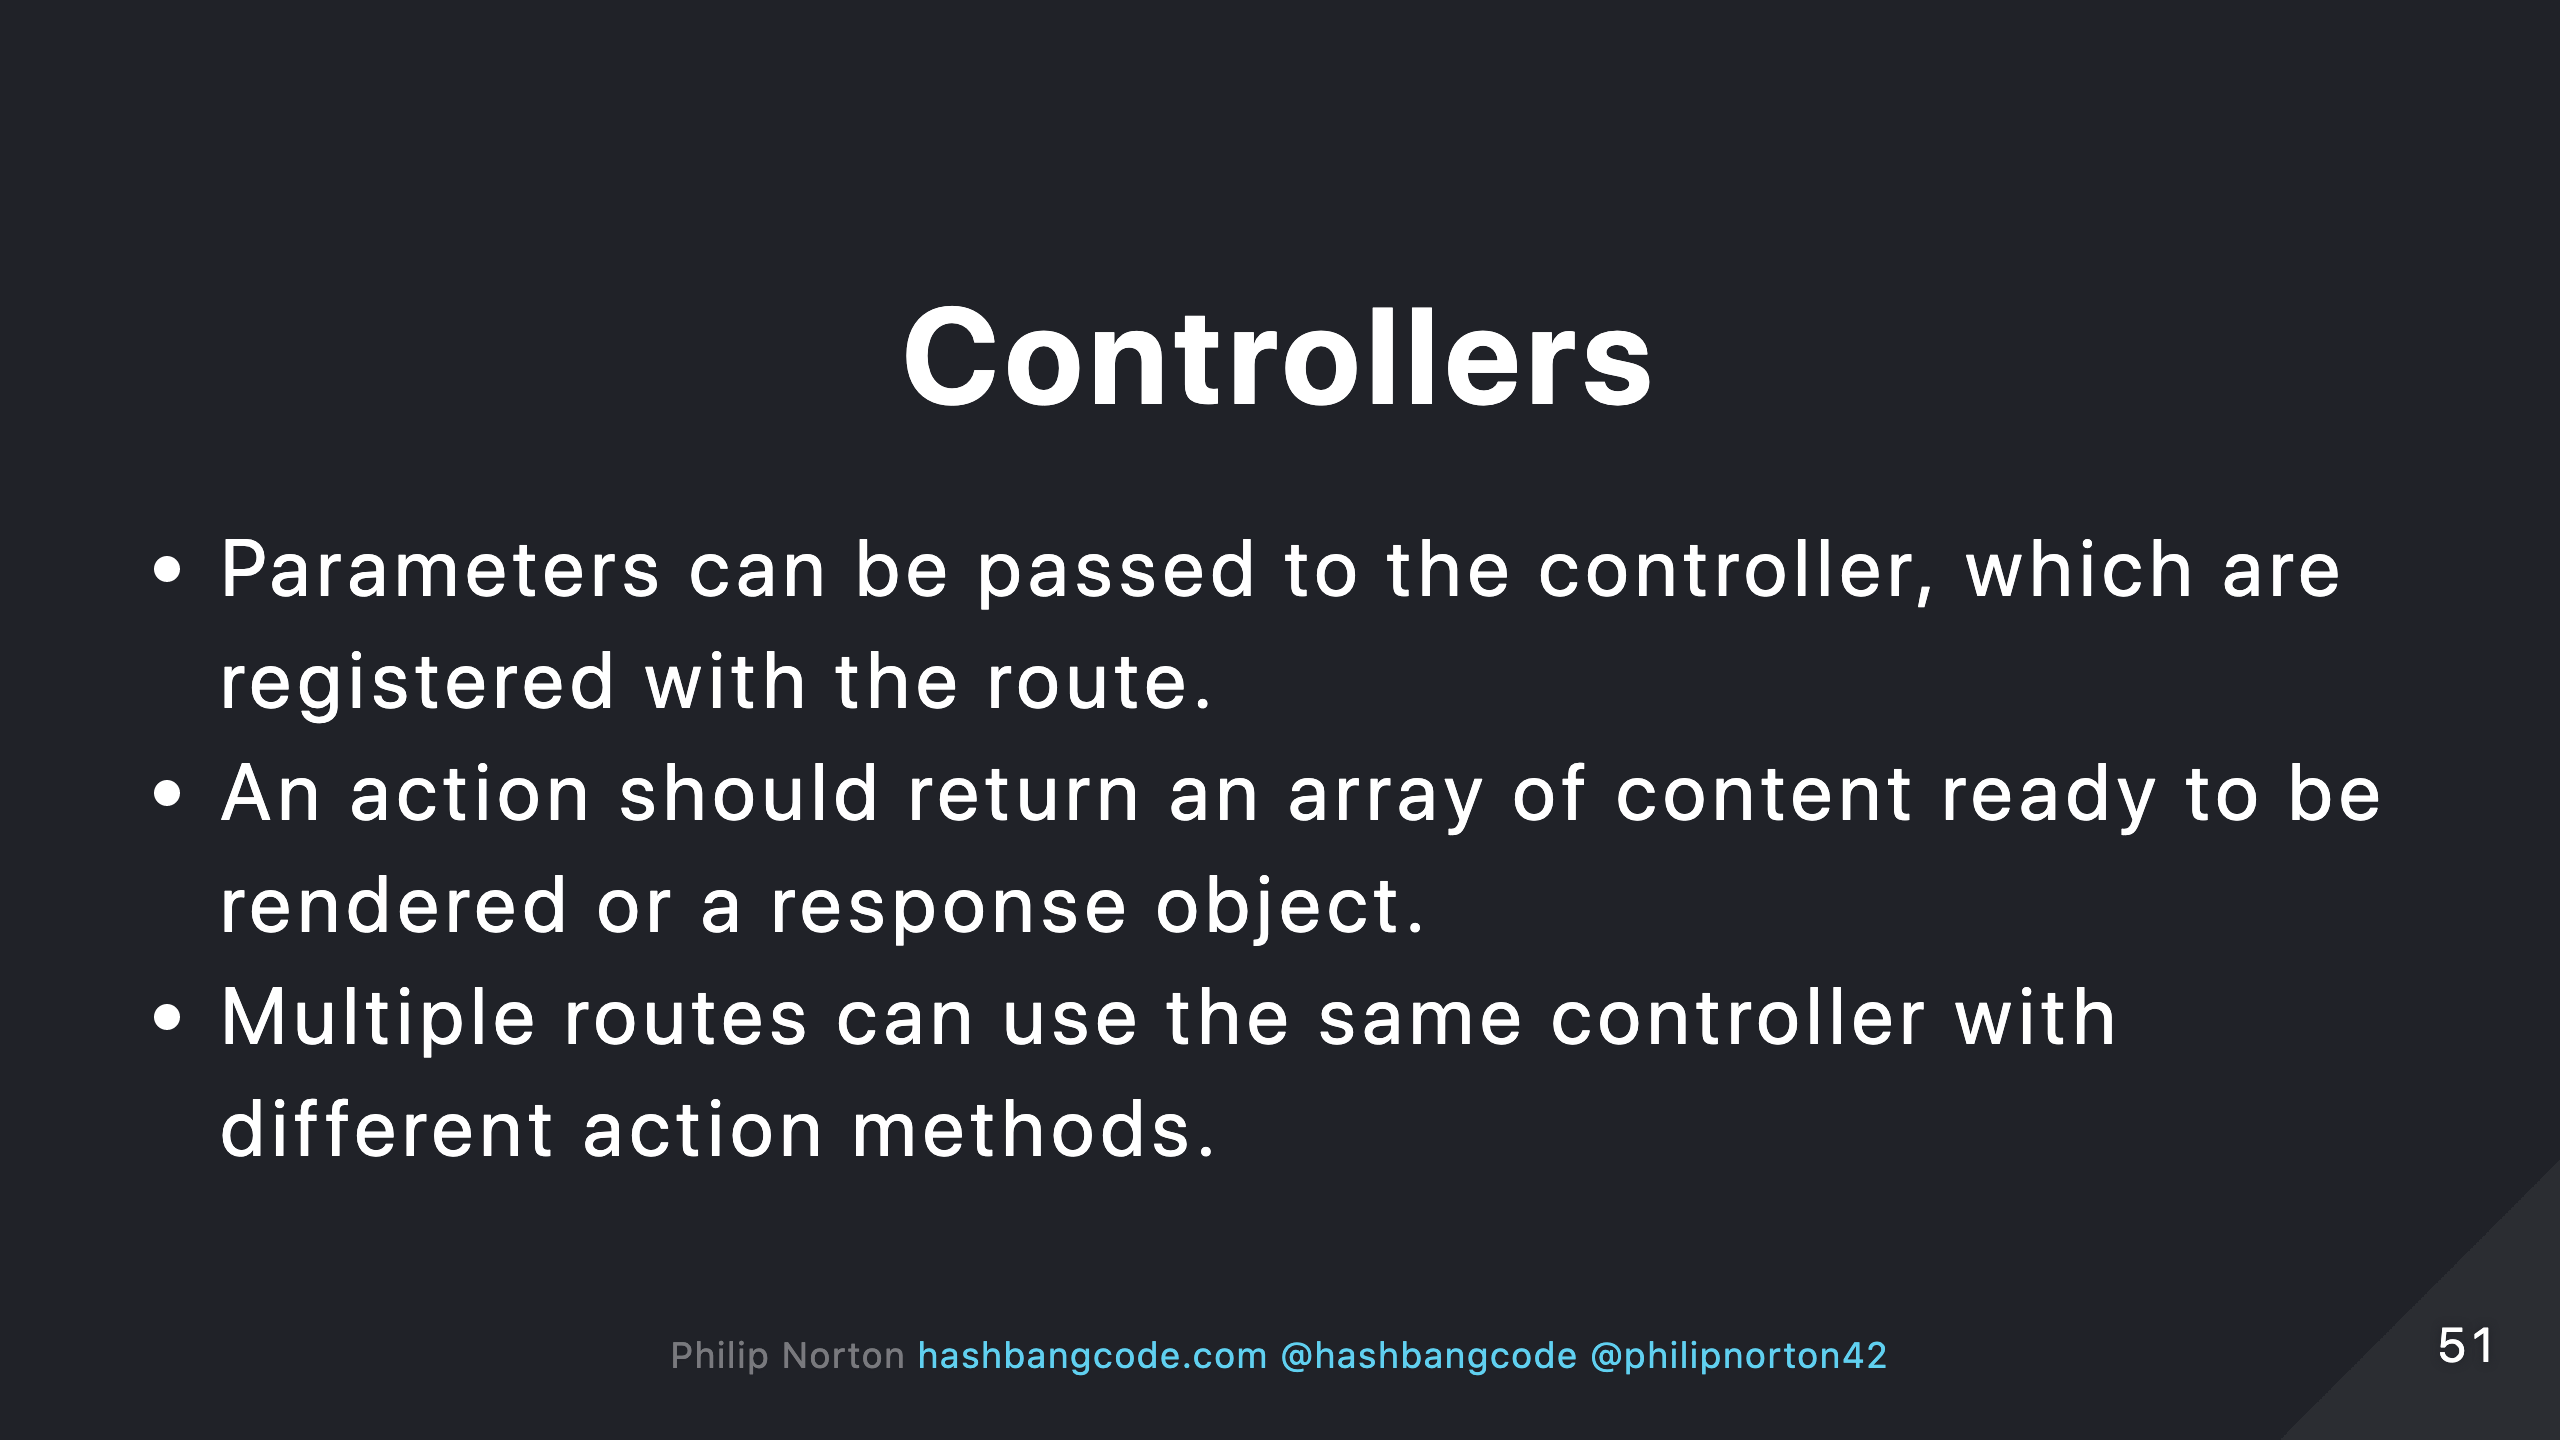 Controllers
• Parameters can be passed to the controller, which are
registered with the route.
• An action should return an array of content ready to be
rendered or a response object.
• Multiple routes can use the same controller with
different action methods.
Philip Norton hashbangcode.com @hashbangcode @philipnorton42
51